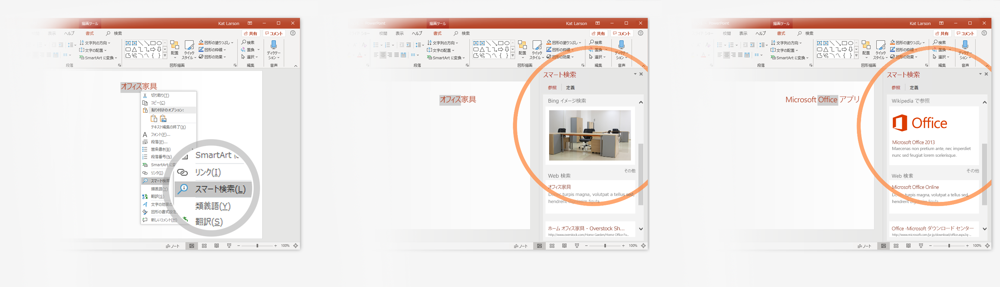 描画ツール
Kat Larson
表示
ヘルプ
書式
検索
共有
コメント
文字列の方向
文字の配置
SmartArt に変換
段落
配置
クイック
スタイル
図形の塗りつぶし
図形の枠線
図形の効果
図形描画
検索
置換
選択
編集
ディクテー
ション
音声
オフィス家具
切り取り(T)
コピー(C)
貼り付けのオプション:
テキスト編集の終了(X)
フォント(F)...
段落(P)...
箇条書き(B)
段落番号(N)
SmartArt に変
リンク(I)
スマート検索
類義語(Y)
翻訳(S)
文字の効果の
図形の書式設定
新しいコメント(M)
SmartArt に
リンク(I)
スマート検索(L)
類義語(Y)
翻訳(S)
ノート
100%
PowerPoint
描画ツール
Kat Larson
スライド ショー
校閲
表示
ヘルプ
書式
検索
共有
コメント
文字列の方向
文字の配置
SmartArt に変換
段落
配置
クイック
スタイル
図形の塗りつぶし
図形の枠線
図形の効果
図形描画
検索
置換
選択
編集
ディクテー
ション
音声
オフィス家具
スマート検索
参照
定義
Bing イメージ検索
その他
Web 検索
オフィス家具
Donec turpis magna, volutpat a tellus sed,
hendrerit dignissim ligula
ホーム オフィス家具 - Overstock Sh...
http://www.overstock.com/Home Garden/Home Office Fu...
ノート
100%
PowerPoint
描画ツール
Kat Larson
スライド ショー
校閲
表示
ヘルプ
書式
検索
共有
コメント
文字列の方向
文字の配置
SmartArt に変換
段落
配置
クイック
スタイル
図形の塗りつぶし
図形の枠線
図形の効果
図形描画
検索
置換
選択
編集
ディクテー
ション
音声
Microsoft Office アプリ
スマート検索
参照
定義
Wikipedia で参照
Office
Microsoft Office 2013
Maecenas non pretium ante, nec imperdiet
nunc sed feugiat lorem scelerisque.
その他
Web 検索
Microsoft Office Online
Donec turpis magna, volutpat a tellus sed,
hendrerit dignissim ligula
Office -Microsoft ダウンロード センター
http://www.microsoft.com/ja-jp/download/office.aspx2q-...
ノート
100%